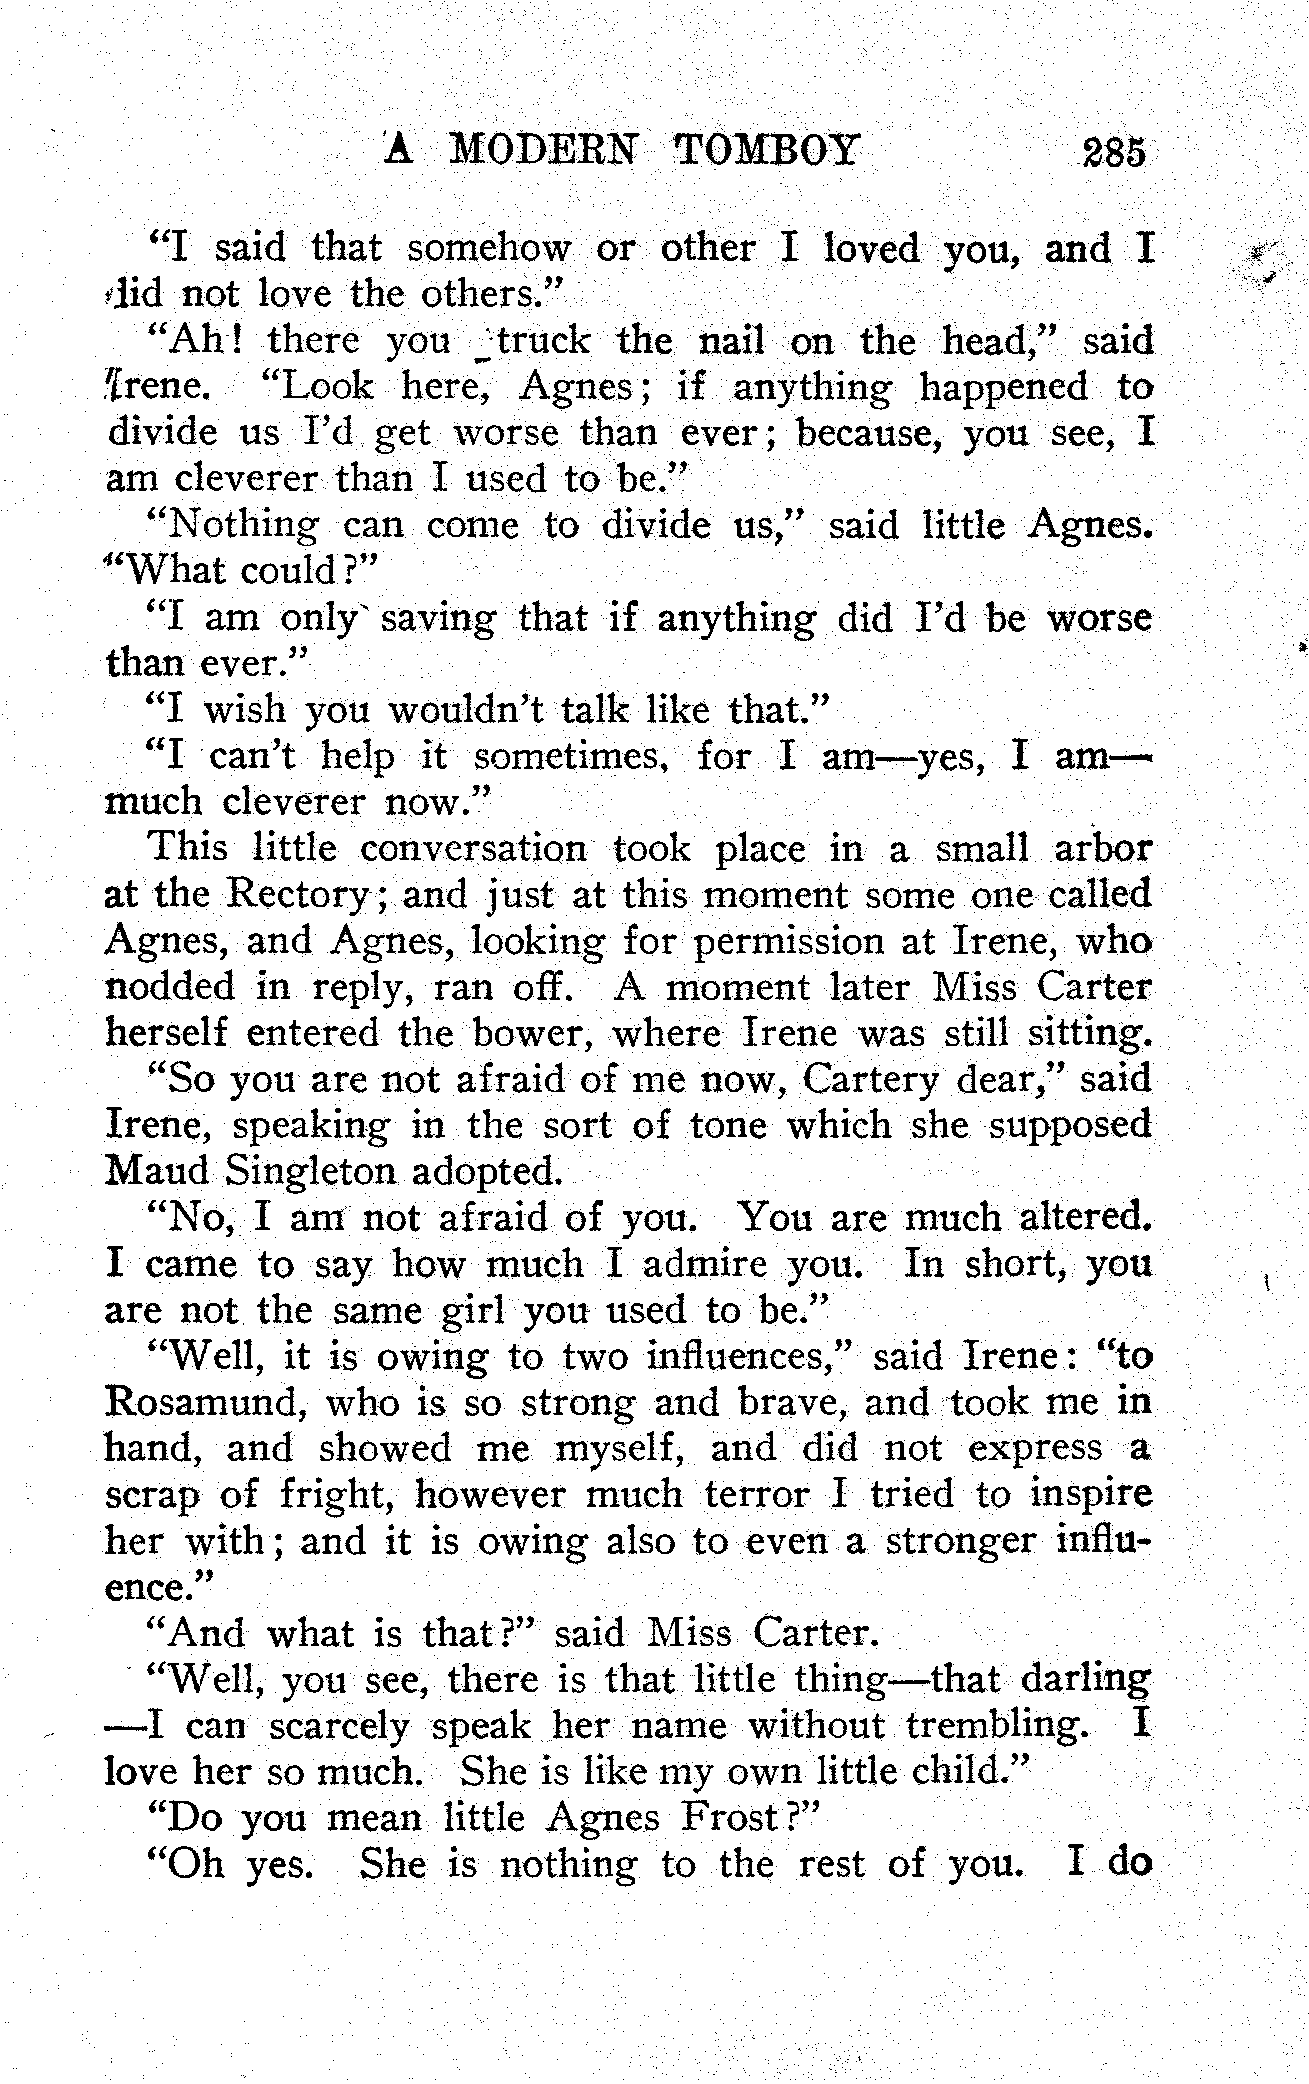 A MODERN TOMBOY 285
"I said that somehow or other I loved you, and I
did not love the others."
"Ah! there you truck the nail on the head," said
Irene. "Look here, Agnes; if anything happened to
divide us I'd get worse than ever; because, you see, I
am cleverer than I used to be."
"Nothing can come to divide us," said little Agnes.
"What could?"
"I am only saving that if anything did I'd be worse
than ever."
"I wish you wouldn't talk like that."
"I can't help it sometimes, for I am—yes, I am—
much cleverer now."
This little conversation took place in a small arbor
at the Rectory; and just at this moment some one called
Agnes, and Agnes, looking for permission at Irene, who
nodded in reply, ran off. A moment later Miss Carter
herself entered the bower, where Irene was still sitting.
"So you are not afraid of me now, Cartery dear," said
Irene, speaking in the sort of tone which she supposed
Maud Singleton adopted.
"No, I am not afraid of you. You are much altered.
I came to say how much I admire you. In short, you
are not the same girl you used to be."
"Well, it is owing to two influences," said Irene: "to
Rosamund, who is so strong and brave, and took me in
hand, and showed me myself, and did not express a
scrap of fright, however much terror I tried to inspire
her with; and it is owing also to even a stronger influ-
ence."
"And what is that?" said Miss Carter.
"Well, you see, there is that little thing—that darling
—I can scarcely speak her name without trembling. I
love her so much. She is like my own little child."
"Do you mean little Agnes Frost?"
"Oh yes. She is nothing to the rest of you. I do